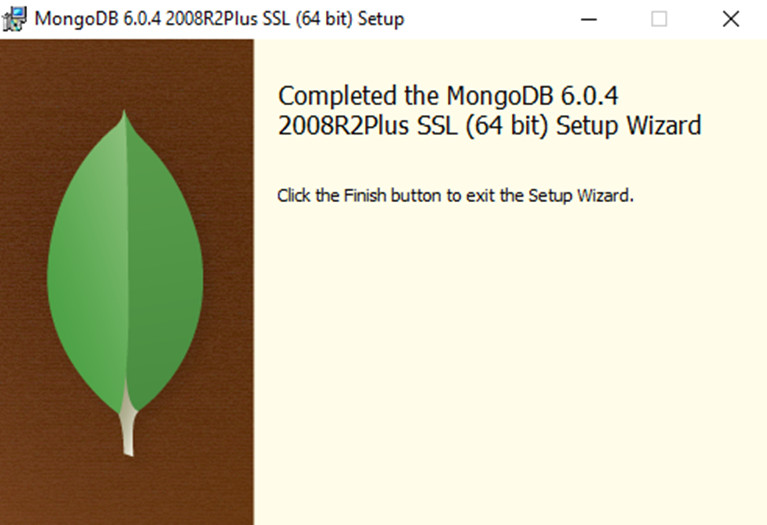 MongoDB 6.0.4 2008R2Plus SSL (64 bit) Setup
Completed the MongoDB 6.0.4
2008R2Plus SSL (64 bit) Setup Wizard
Click the Finish button to exit the Setup Wizard.